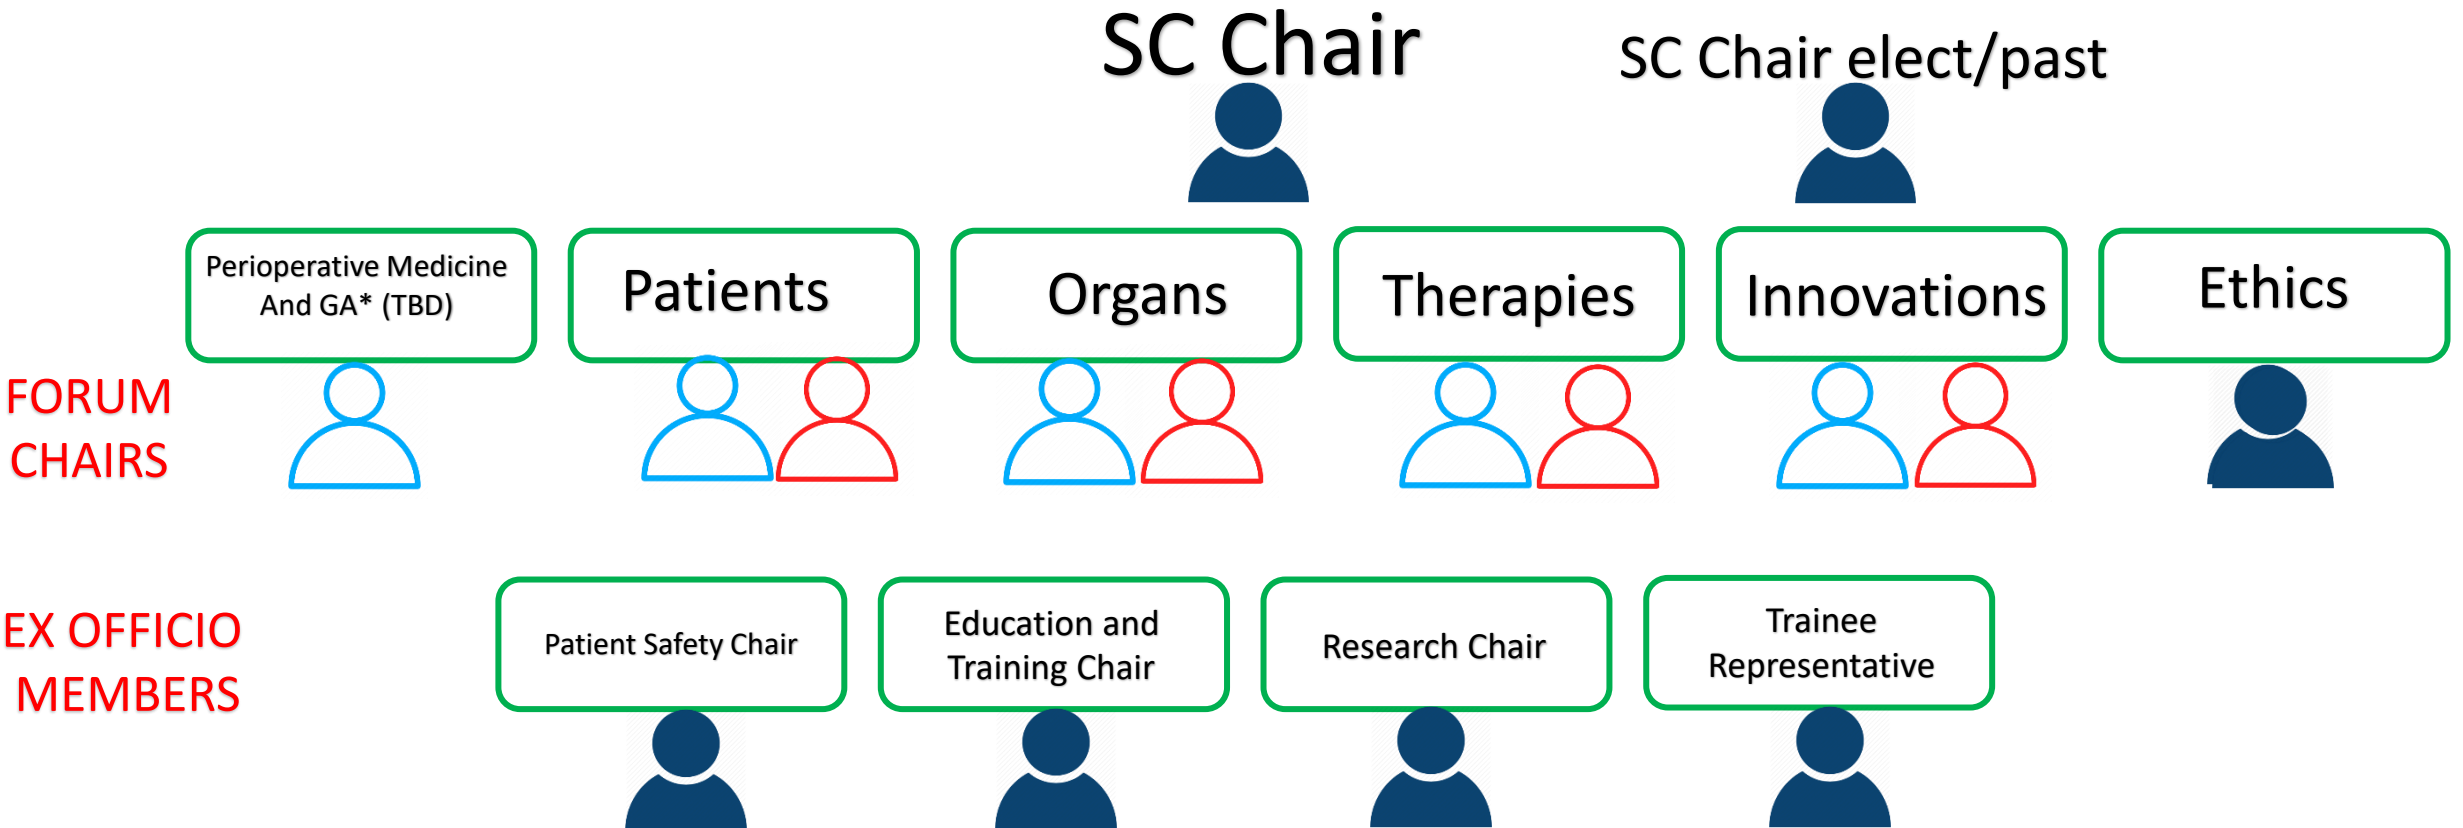 SC Chair
SC Chair elect/past
Perioperative Medicine
And GA* (TBD)
Patients
Organs
Therapies
Innovations
Ethics
FORUM
CHAIRS
EX OFFICIO
MEMBERS
Patient Safety Chair
Education and
Training Chair
Research Chair
Trainee
Representative